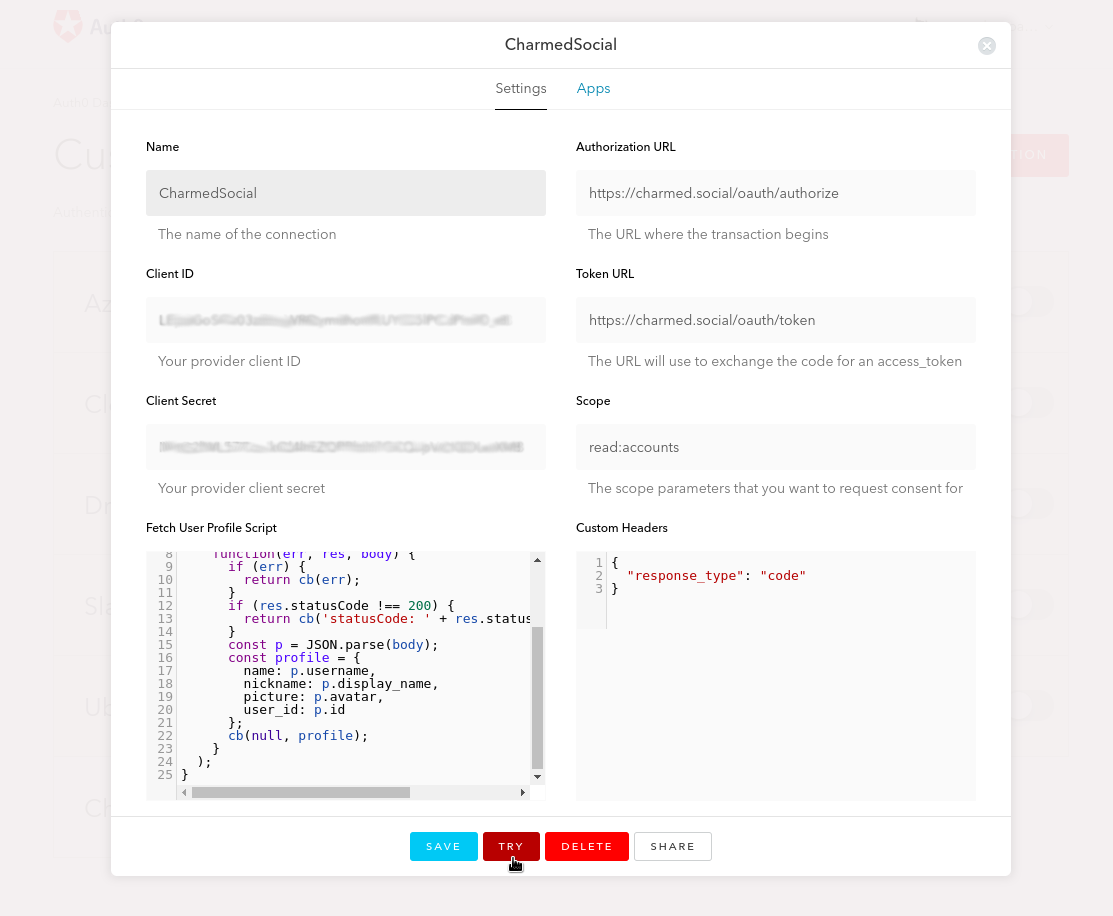 CharmedSocial
Settings Apps
Name
CharmedSocial
The name of the connection
Authorization URL
https://charmed.social/oauth/authorize
The URL where the transaction begins
Client ID
Your provider client ID
Token URL
https://charmed.social/oauth/token
The URL will use to exchange the code for an access_token
Client Secret
Your provider client secret
Scope
read:accounts
The scope parameters that you want to request consent for
Fetch User Profile Script
8 function(err, res, body) {
9 if (err) {
10 return cb(err);
11 }
12 if (res.statusCode !== 200) {
13 return cb('statusCode: ' + res.status
14 }
15 const p = JSON.parse(body);
16 const profile = {
17 name: p.username,
18 nickname: p.display_name,
19 picture: p.avatar,
20 user_id: p.id
21 };
22 cb(null, profile);
23 }
24 );
25 }
Custom Headers
1 {
2 "response_type": "code"
3 }
SAVE TRY DELETE SHARE